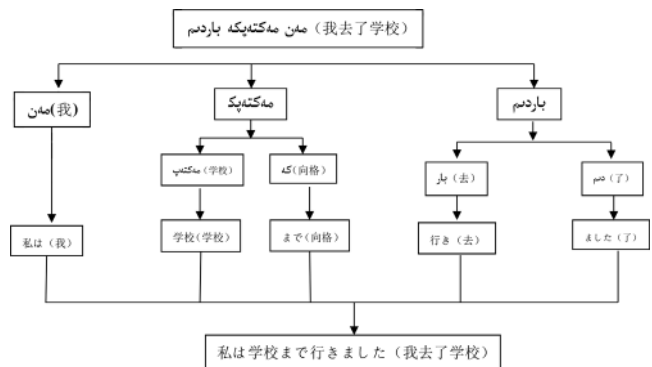 مەن مەكتەپكە باردىم (我去了学校)
مەن(我)
مەكتەپكە
باردىم
مەكتەپ(学校)
كە(向格)
بار(去)
دىم(了)
私は(我)
学校(学校)
まで(向格)
行き(去)
ました(了)
私は学校まで行きました(我去了学校)